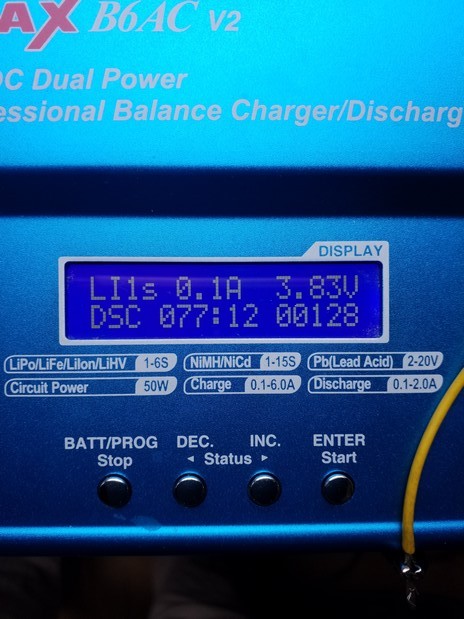 AX B6AC V2
DC Dual Power
essional Balance Charger/Discharg
DISPLAY
LI1s 0.1A 3.83V
DSC 077:12 00128
LiPo/LiFe/LiIon/LiHV 1-6S NiMH/NiCd 1-15S Pb(Lead Acid) 2-20V
Circuit Power 50W Charge 0.1-6.0A Discharge 0.1-2.0A
BATT/PROG DEC. INC. ENTER
Stop ◄ Status ► Start